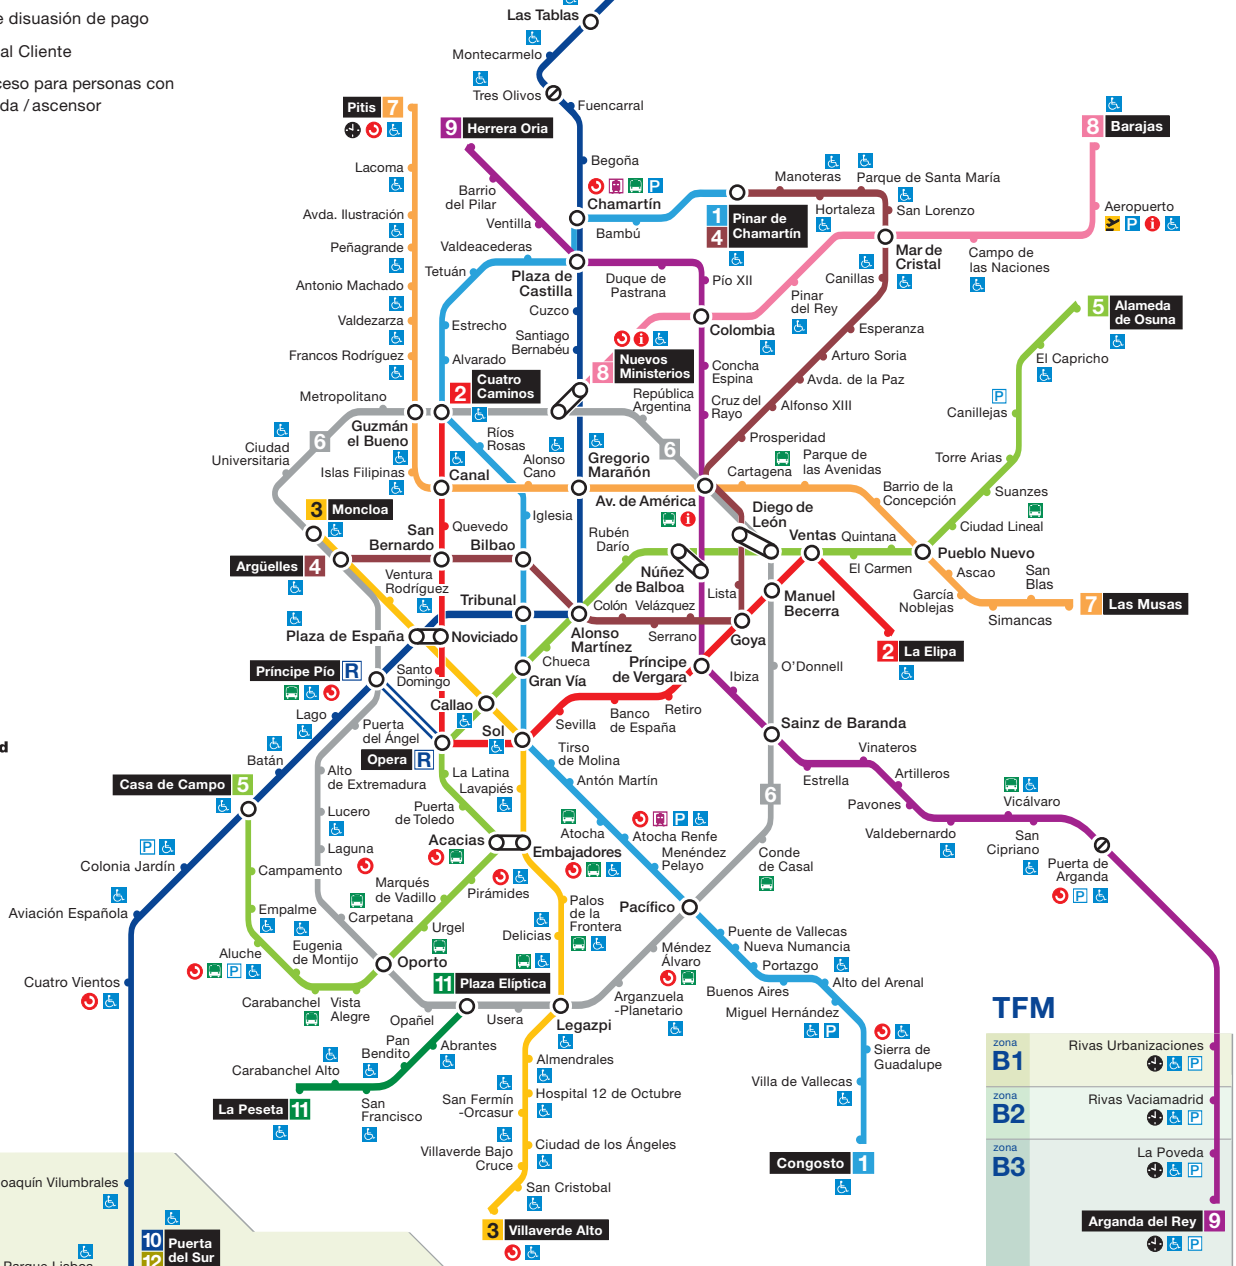 e disuasión de pago
al Cliente
ceso para personas con
da / ascensor
Las Tablas
Montecarmelo
Tres Olivos
Fuencarral
Pitis 7
9 Herrera Oria
8 Barajas
Begoña
Lacoma
Barrio
del Pilar
Chamartín
Manoteras
Parque de Santa María
Avda. Ilustración
Ventilla
Bambú
1 Pinar de
4 Chamartín
Hortaleza
San Lorenzo
Aeropuerto
Peñagrande
Valdeacederas
Tetuán
Plaza de
Castilla
Duque de
Pastrana
Pío XII
Mar de
Cristal
Campo de
las Naciones
Antonio Machado
Canillas
Pinar
del Rey
Cuzco
5 Alameda
de Osuna
Valdezarza
Estrecho
Santiago
Bernabéu
Colombia
Esperanza
Francos Rodríguez
Alvarado
8 Nuevos
Ministerios
Concha
Espina
Arturo Soria
El Capricho
Metropolitano
2 Cuatro
Caminos
República
Argentina
Cruz del
Rayo
Avda. de la Paz
Alfonso XIII
Canillejas
Guzmán
el Bueno
6
Ciudad
Universitaria
Ríos
Rosas
6
Prosperidad
Islas Filipinas
Canal
Alonso
Cano
Gregorio
Marañón
Cartagena
Parque de
las Avenidas
Torre Arias
3 Moncloa
Iglesia
Av. de América
Barrio de la
Concepción
Suanzes
San
Bernardo
Quevedo
Bilbao
Rubén
Darío
Diego de
León
Ventas
Quintana
Ciudad Lineal
Argüelles 4
Ventura
Rodríguez
Núñez
de Balboa
El Carmen
Pueblo Nuevo
Ascao
San
Blas
Lista
Manuel
Becerra
García
Noblejas
7 Las Musas
Simancas
Tribunal
Colón
Velázquez
Serrano
Goya
Plaza de España
Noviciado
Alonso
Martínez
2 La Elipa
Príncipe Pío R
Santo
Domingo
Chueca
Gran Vía
Príncipe
de Vergara
O'Donnell
Ibiza
Lago
Callao
Retiro
Banco
de España
Sevilla
Puerta
del Ángel
Sol
Sainz de Baranda
Opera R
Batán
Tirso
de Molina
Vinateros
Estrella
Alto
de Extremadura
La Latina
Antón Martín
Artilleros
Casa de Campo 5
Lavapiés
6
Pavones
Vicálvaro
Lucero
Puerta
de Toledo
Atocha
Atocha Renfe
Valdebernardo
San
Cipriano
Acacias
Embajadores
Laguna
Menéndez
Pelayo
Conde
de Casal
Puerta de
Arganda
Colonia Jardín
Campamento
Marqués
de Vadillo
Pirámides
Aviación Española
Empalme
Carpetana
Palos
de la
Frontera
Pacífico
Urgel
Delicias
Puente de Vallecas
Nueva Numancia
Aluche
Eugenia
de Montijo
Oporto
Méndez
Álvaro
Portazgo
Alto del Arenal
Cuatro Vientos
11 Plaza Elíptica
Arganzuela
-Planetario
Buenos Aires
Carabanchel
Vista
Alegre
Opañel
Usera
Legazpi
Miguel Hernández
TFM
Pan
Bendito
Abrantes
Almendrales
Sierra de
Guadalupe
zona
B1
Rivas Urbanizaciones
Carabanchel Alto
San Fermín
-Orcasur
Hospital 12 de Octubre
Villa de Vallecas
La Peseta 11
San
Francisco
zona
B2
Rivas Vaciamadrid
Villaverde Bajo
Cruce
Ciudad de los Ángeles
zona
B3
La Poveda
Congosto 1
oaquín Vilumbrales
San Cristobal
3 Villaverde Alto
Arganda del Rey 9
10 Puerta
12 del Sur
d